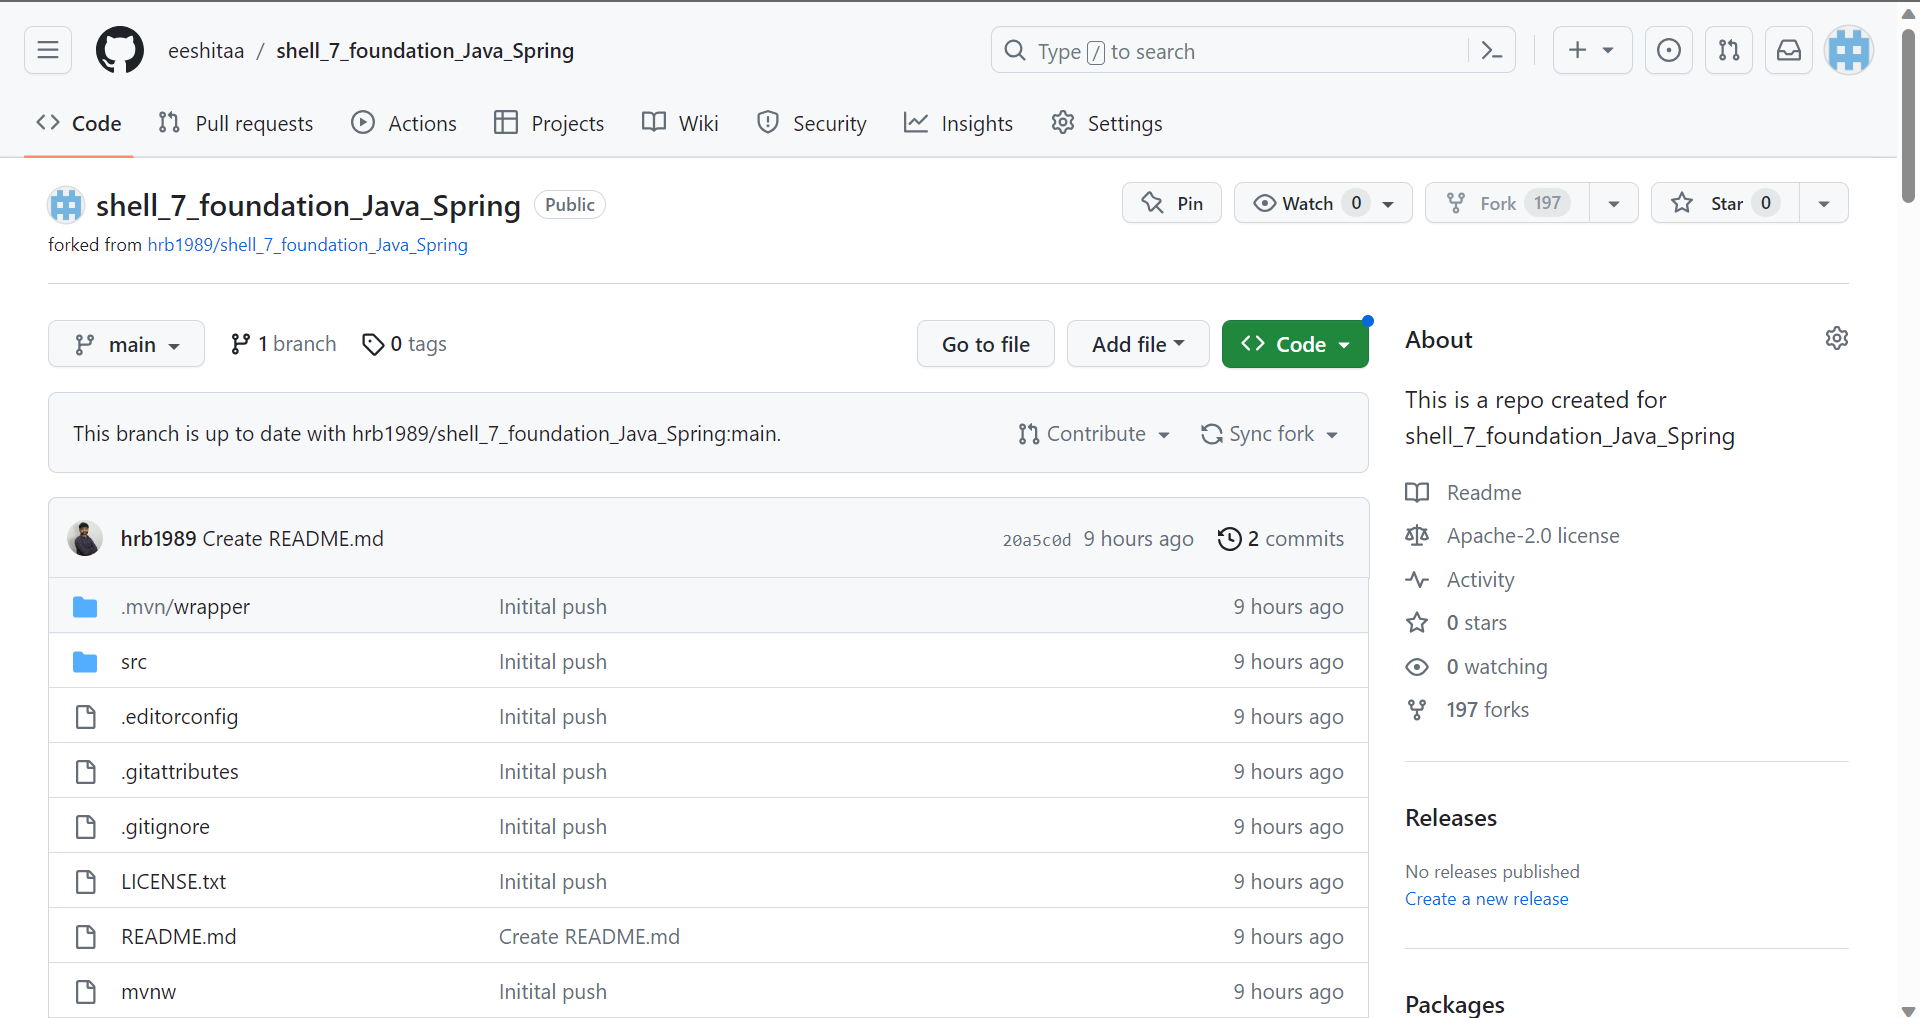 eeshitaa / shell_7_foundation_Java_Spring
Type / to search
Code Pull requests Actions Projects Wiki Security Insights Settings
shell_7_foundation_Java_Spring Public
Pin Watch 0 Fork 197 Star 0
forked from hrb1989/shell_7_foundation_Java_Spring
main 1 branch 0 tags Go to file Add file Code
This branch is up to date with hrb1989/shell_7_foundation_Java_Spring:main. Contribute Sync fork
hrb1989 Create README.md 20a5c0d 9 hours ago 2 commits
.mvn/wrapper Initital push 9 hours ago
src Initital push 9 hours ago
.editorconfig Initital push 9 hours ago
.gitattributes Initital push 9 hours ago
.gitignore Initital push 9 hours ago
LICENSE.txt Initital push 9 hours ago
README.md Create README.md 9 hours ago
mvnw Initital push 9 hours ago
About
This is a repo created for
shell_7_foundation_Java_Spring
Readme
Apache-2.0 license
Activity
0 stars
0 watching
197 forks
Releases
No releases published
Create a new release
Packages